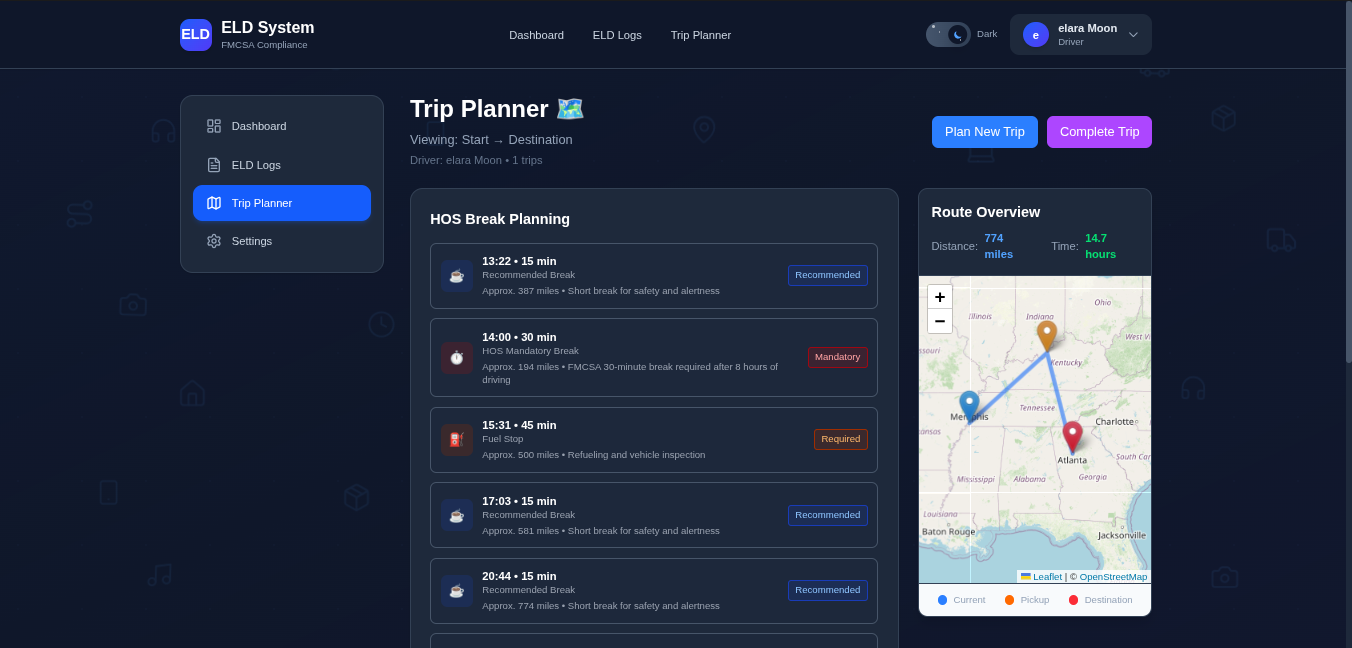 ELD
ELD System
FMCSA Compliance
Dashboard
ELD Logs
Trip Planner
Dark
e
elara Moon
Driver
Dashboard
ELD Logs
Trip Planner
Settings
Trip Planner
Viewing: Start → Destination
Driver: elara Moon • 1 trips
Plan New Trip
Complete Trip
HOS Break Planning
13:22 • 15 min
Recommended Break
Approx. 387 miles • Short break for safety and alertness
Recommended
14:00 • 30 min
HOS Mandatory Break
Approx. 194 miles • FMCSA 30-minute break required after 8 hours of
driving
Mandatory
15:31 • 45 min
Fuel Stop
Approx. 500 miles • Refueling and vehicle inspection
Required
17:03 • 15 min
Recommended Break
Approx. 581 miles • Short break for safety and alertness
Recommended
20:44 • 15 min
Recommended Break
Approx. 774 miles • Short break for safety and alertness
Recommended
Route Overview
Distance: 774 miles
Time: 14.7 hours
+
−
Ohio
Illinois
Indiana
West Vi
ssouri
Kentucky
Tennessee
Memphis
Charlotte
ansas
Atlanta
South Car
Mississippi
Alabama
Georgia
Louisiana
Baton Rouge
Jacksonville
Leaflet | © OpenStreetMap
Current
Pickup
Destination